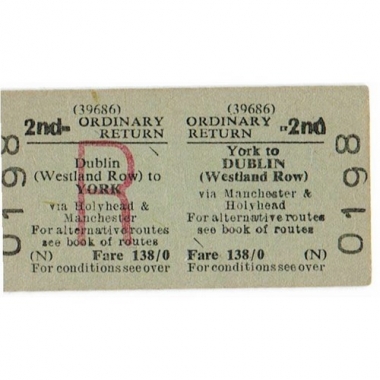 0198
(39686)
2nd- ORDINARY
RETURN
R
Dublin
(Westland Row) to
YORK
via Holyhead &
Manchester
For alternative routes
see book of routes
(N) Fare 138/0
For conditions see over
(39686)
ORDINARY -2nd
RETURN
York to
DUBLIN
(Westland Row)
via Manchester &
Holyhead
For alternative routes
see book of routes
Fare 138/0 (N)
For conditions see over
0198